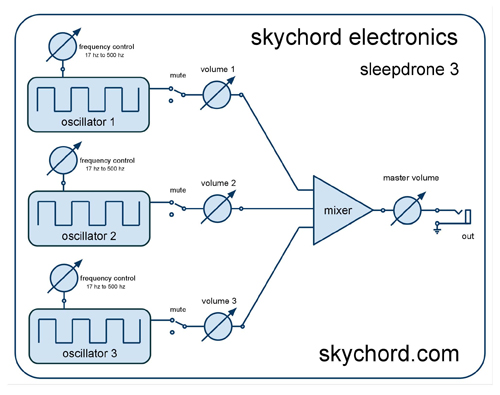 skychord electronics
sleepdrone 3
frequency control
17 hz to 500 hz
oscillator 1
mute
volume 1
frequency control
17 hz to 500 hz
oscillator 2
mute
volume 2
mixer
master volume
out
frequency control
17 hz to 500 hz
oscillator 3
mute
volume 3
skychord.com